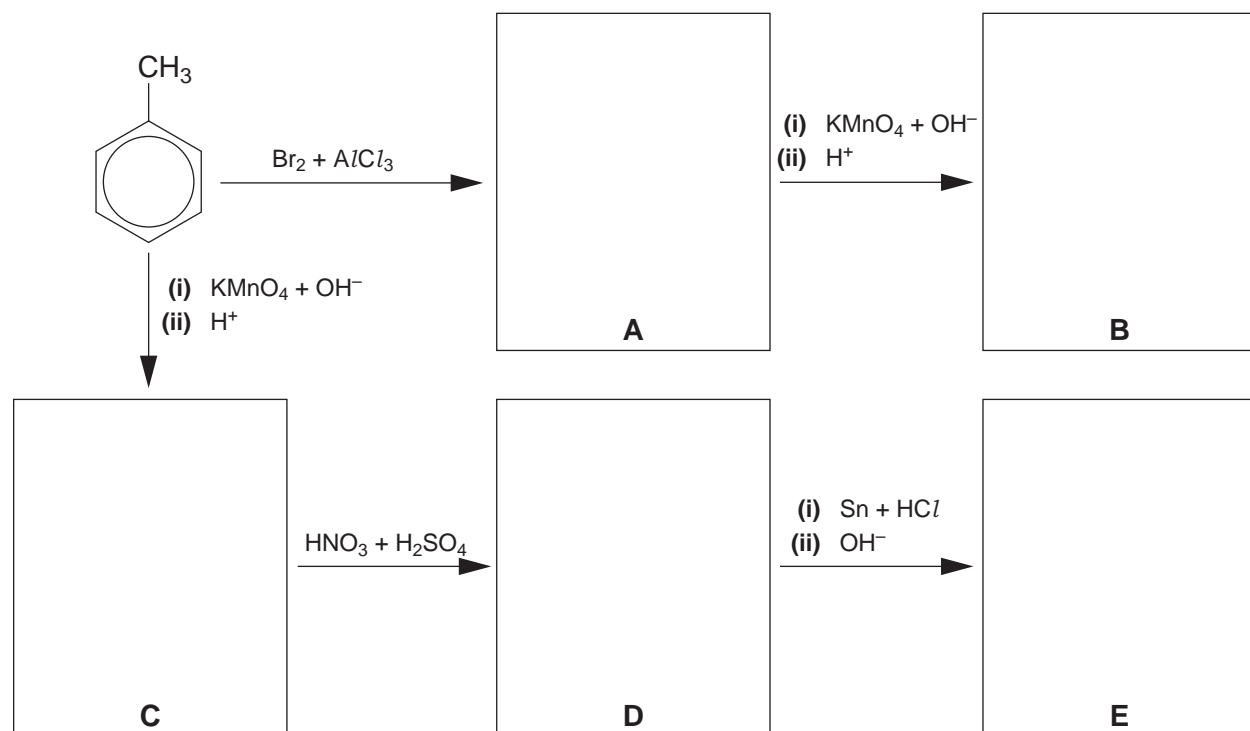 CH₃
Br₂ + AlCl₃
(i) KMnO₄ + OH⁻
(ii) H⁺
A
B
(i) KMnO₄ + OH⁻
(ii) H⁺
HNO₃ + H₂SO₄
(i) Sn + HCl
(ii) OH⁻
C
D
E